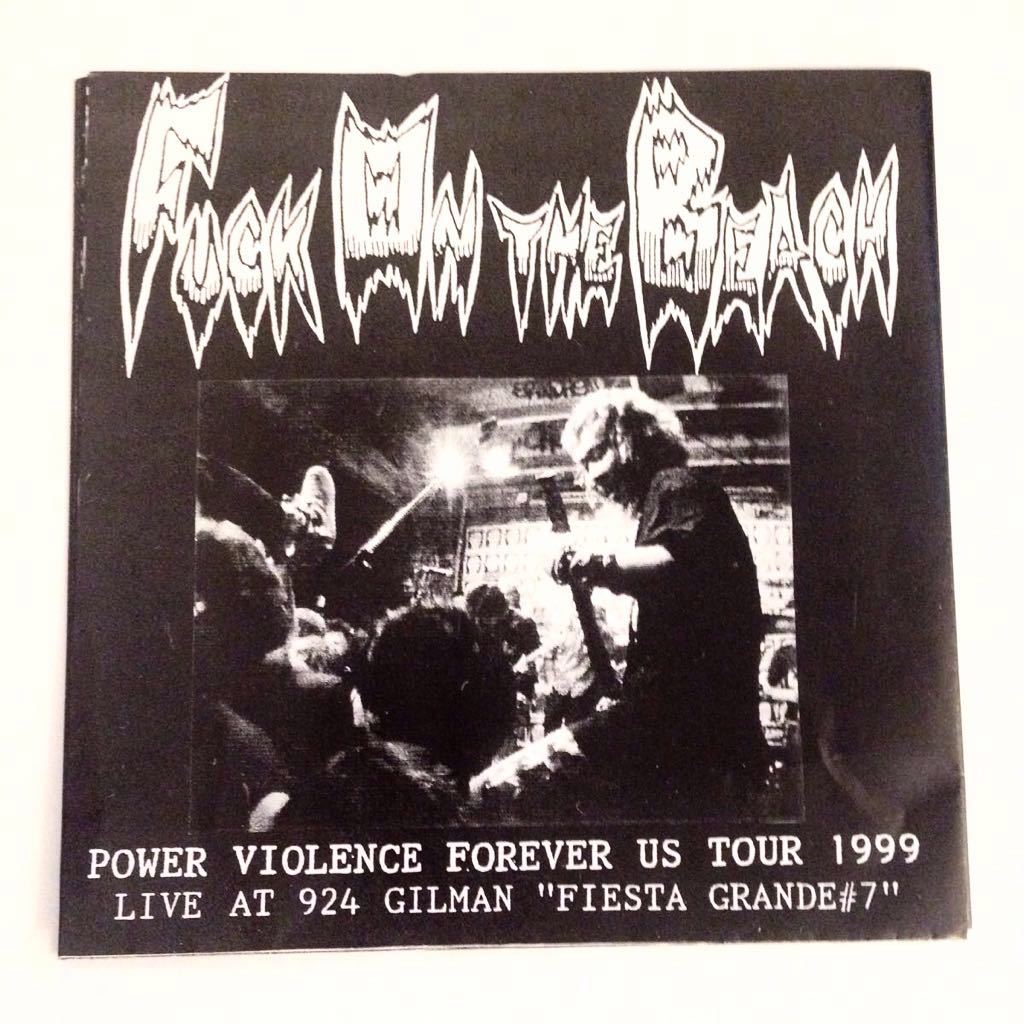 FUCK ON THE BEACH
POWER VIOLENCE FOREVER US TOUR 1999
LIVE AT 924 GILMAN "FIESTA GRANDE#7"